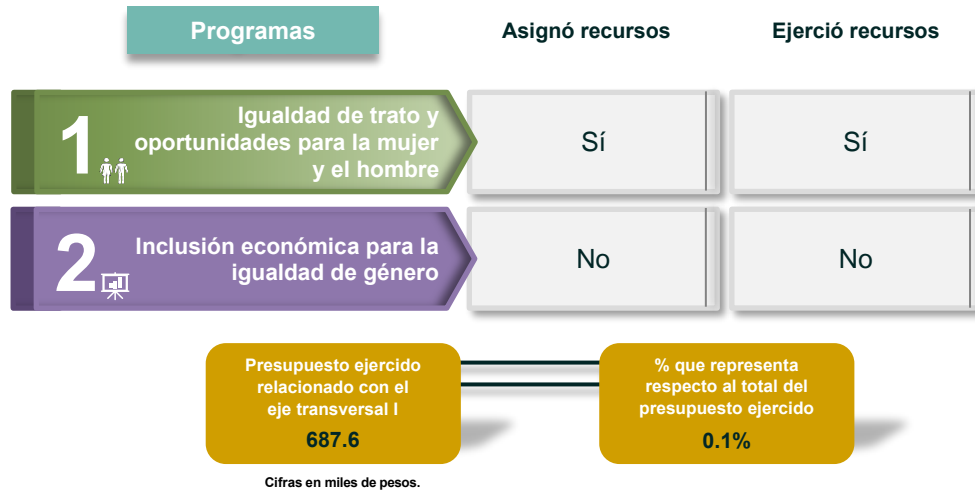 Programas
Asignó recursos
Ejerció recursos
1
Igualdad de trato y
oportunidades para la mujer
y el hombre
Sí
Sí
2
Inclusión económica para la
igualdad de género
No
No
Presupuesto ejercido
relacionado con el
eje transversal I
687.6
% que representa
respecto al total del
presupuesto ejercido
0.1%
Cifras en miles de pesos.